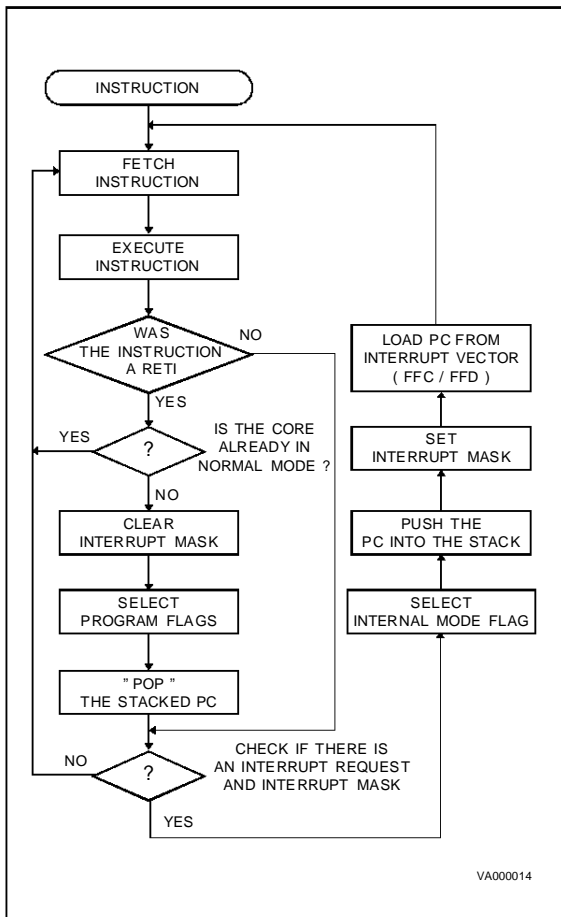 INSTRUCTION
FETCH
INSTRUCTION
EXECUTE
INSTRUCTION
WAS
THE INSTRUCTION
A RETI
NO
YES
?
IS THE CORE
ALREADY IN
NORMAL MODE ?
YES
NO
CLEAR
INTERRUPT MASK
SELECT
PROGRAM FLAGS
" POP "
THE STACKED PC
?
CHECK IF THERE IS
AN INTERRUPT REQUEST
AND INTERRUPT MASK
NO
YES
SELECT
INTERNAL MODE FLAG
PUSH THE
PC INTO THE STACK
SET
INTERRUPT MASK
LOAD PC FROM
INTERRUPT VECTOR
( FFC / FFD )
VA000014